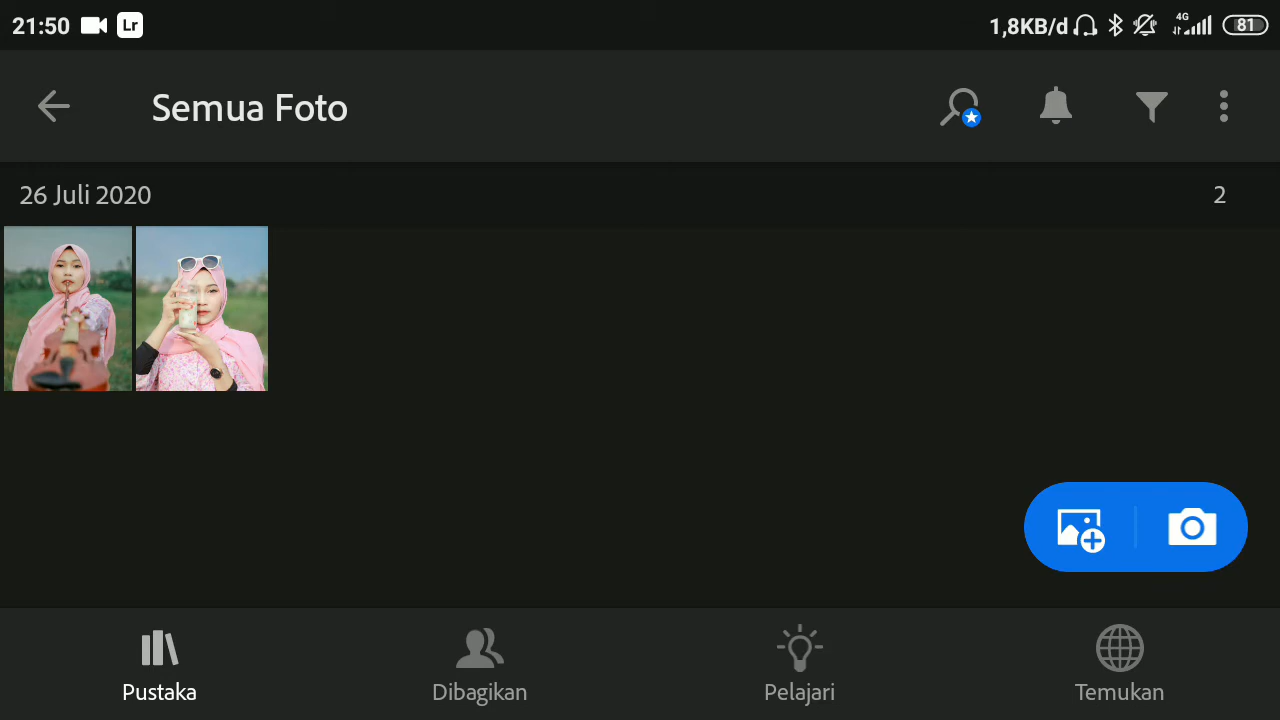 21:50 Lr 1,8KB/d 4G 81
Semua Foto
26 Juli 2020 2
Pustaka Dibagikan Pelajari Temukan